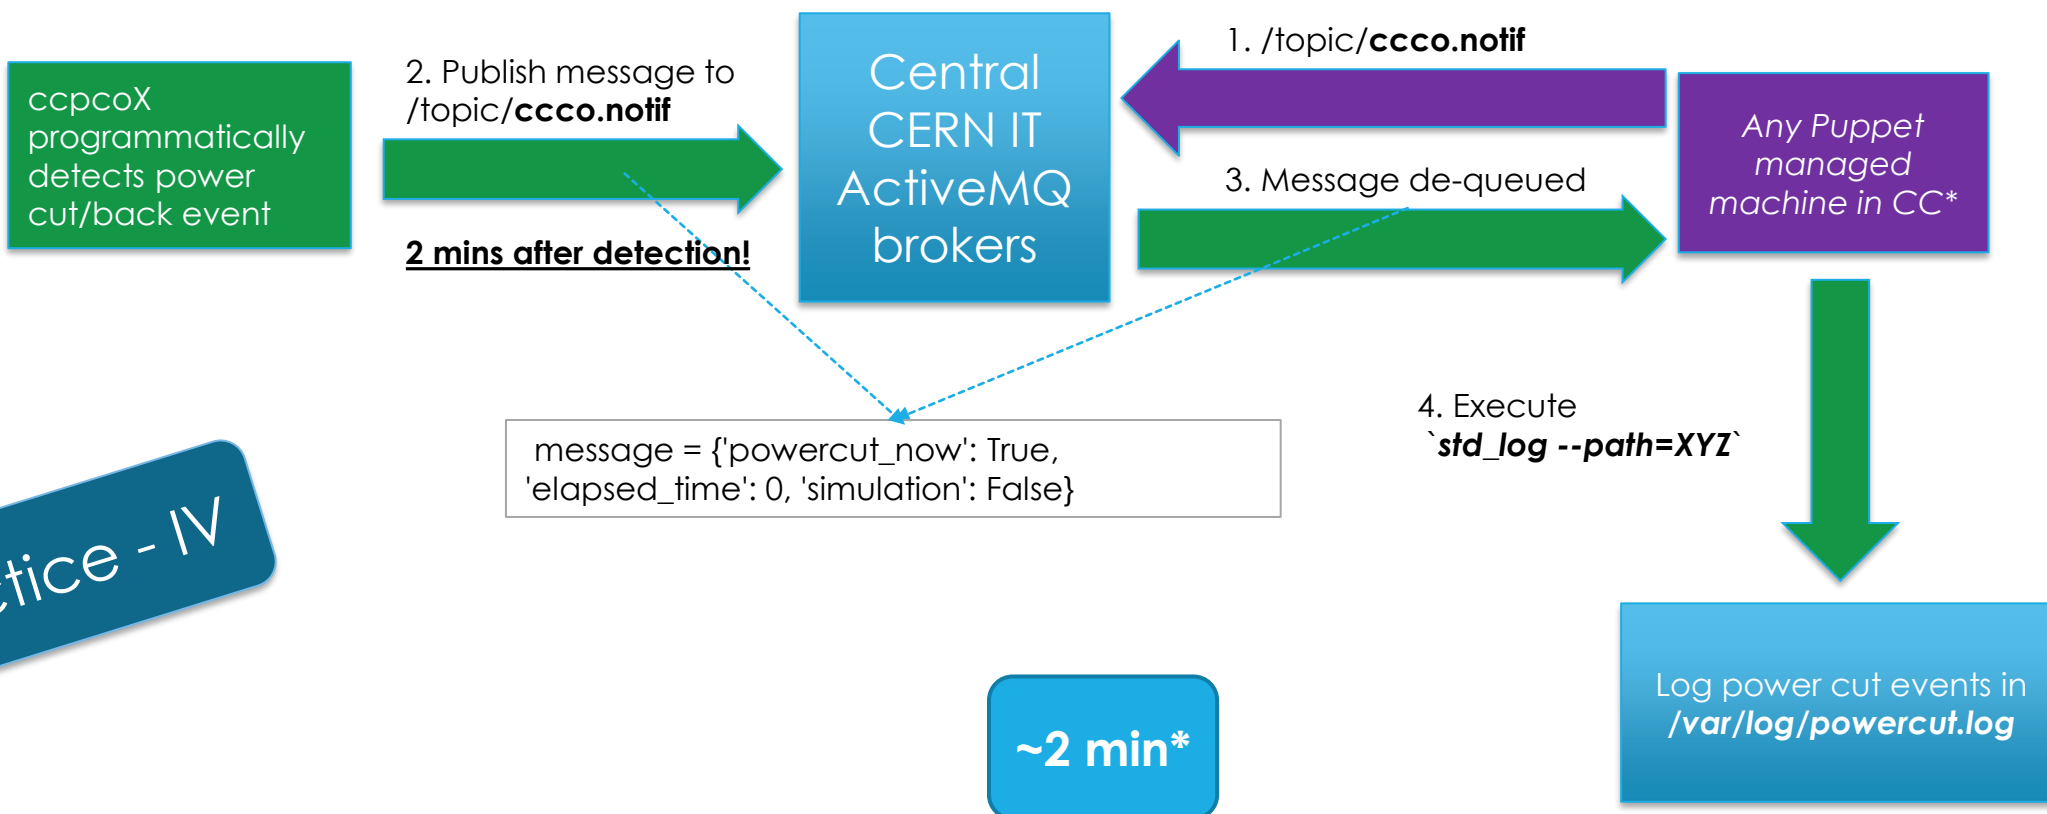 ccpcoX
programmatically
detects power
cut/back event
2. Publish message to
/topic/ccco.notif
2 mins after detection!
Central
CERN IT
ActiveMQ
brokers
1. /topic/ccco.notif
3. Message de-queued
Any Puppet
managed
machine in CC*
message = {'powercut_now': True,
'elapsed_time': 0, 'simulation': False}
4. Execute
`std_log --path=XYZ`
tice - IV
~2 min*
Log power cut events in
/var/log/powercut.log